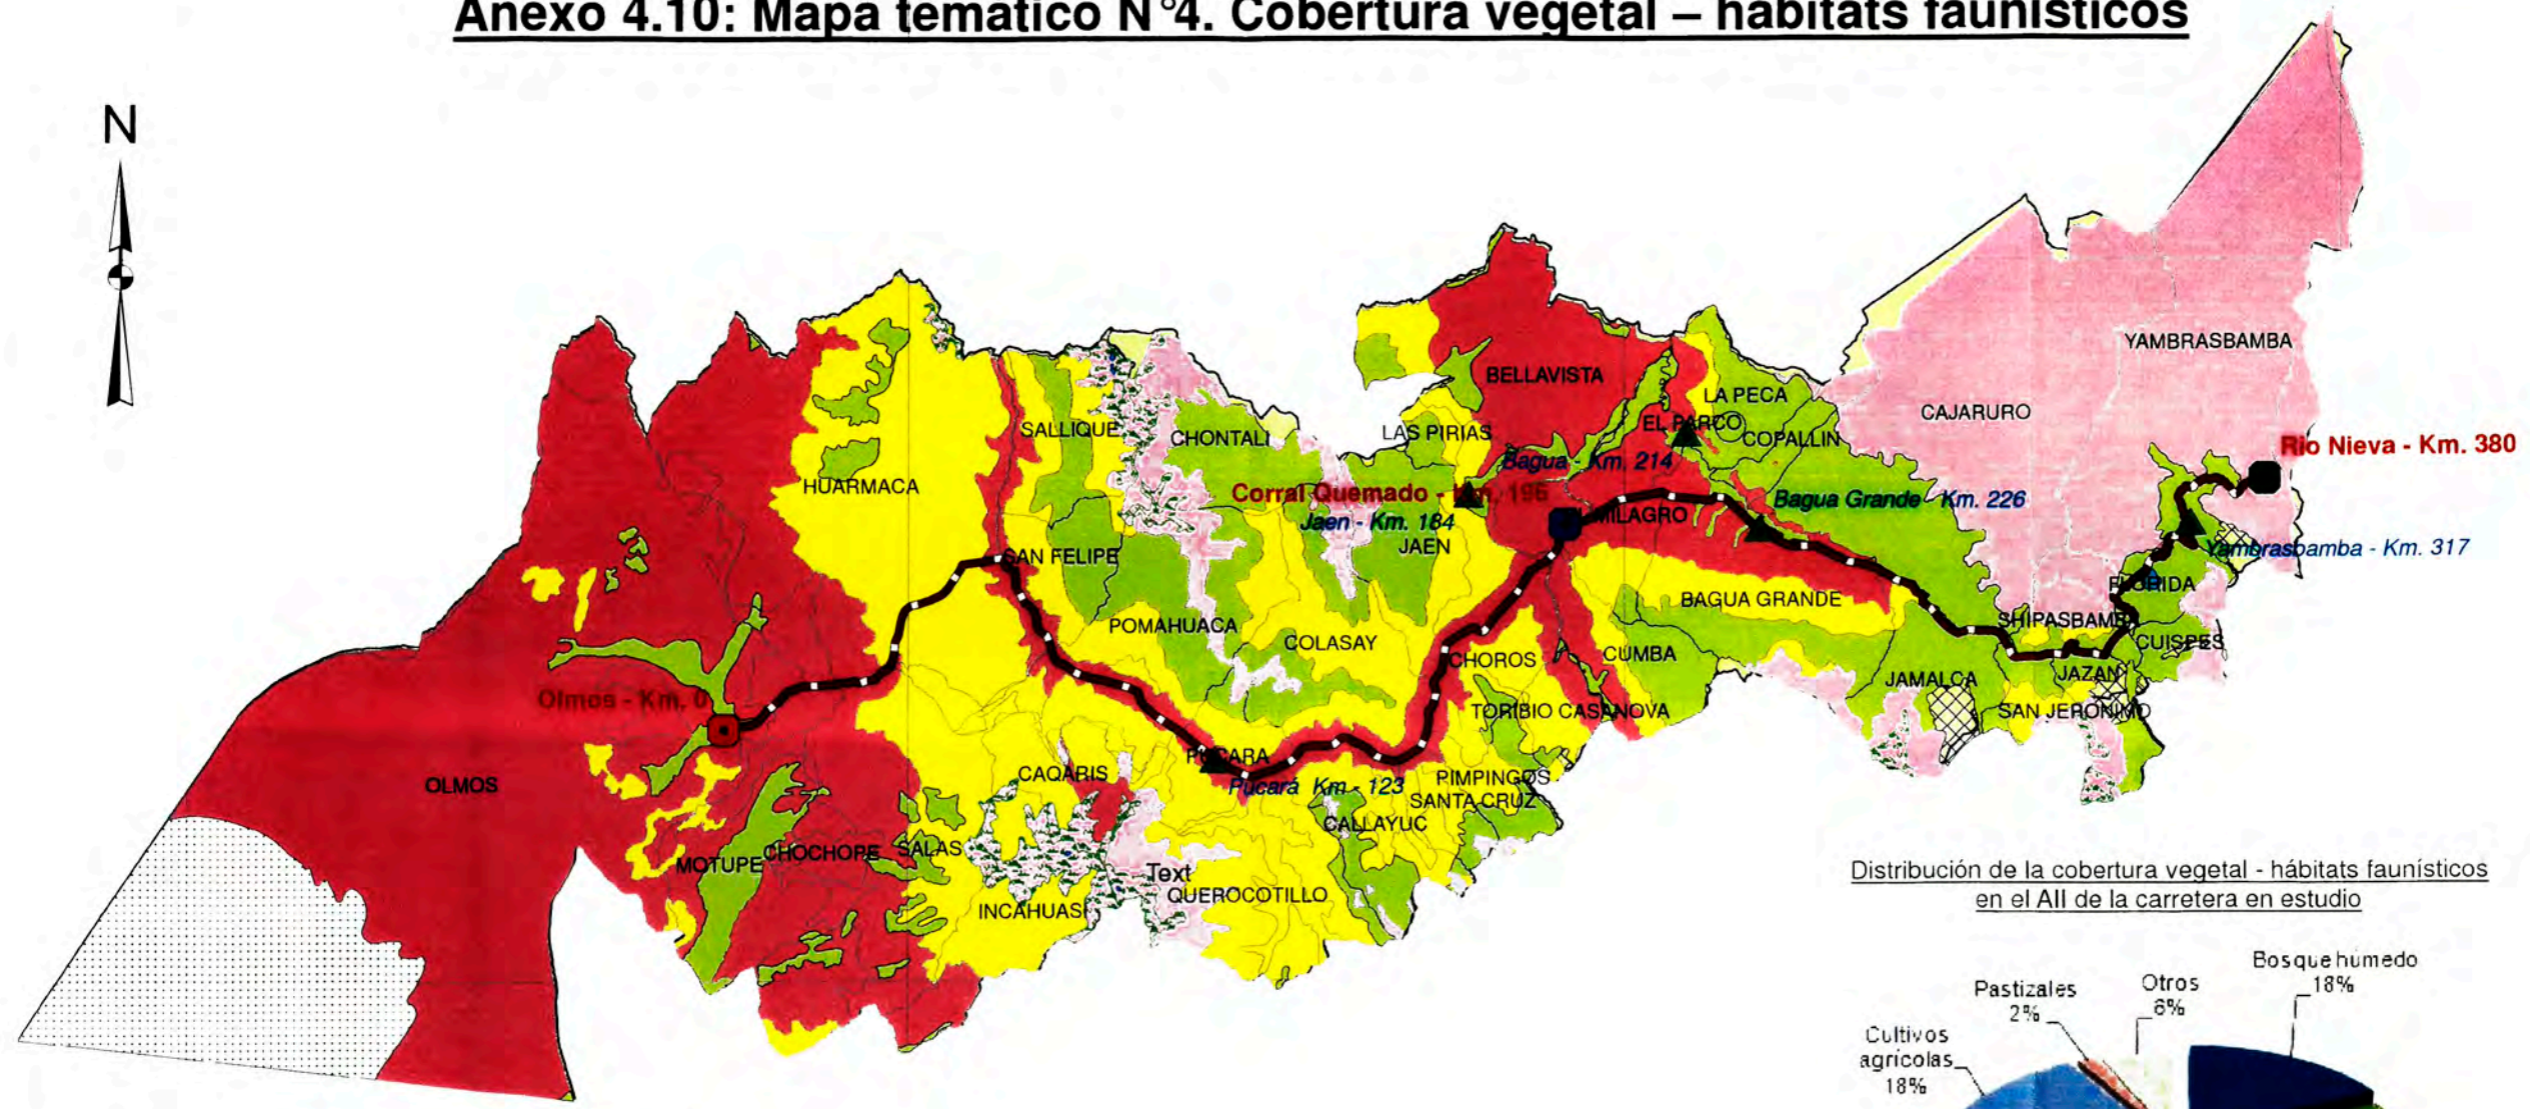 Anexo 4.10: Mapa temático N°4. Cobertura vegetal – hábitats faunísticos
N
YAMBRASBAMBA
BELLAVISTA
LA PECA
CAJARURO
EL PARCO
SALLIQUE
CHONTALI
LAS PIRIAS
COPALLIN
Rio Nieva - Km. 380
Bagua - Km. 214
HUARMACA
Corral Quemado - Km. 196
Bagua Grande - Km. 226
Jaen - Km. 184
MILAGRO
JAEN
Yambrasbamba - Km. 317
SAN FELIPE
FLORIDA
BAGUA GRANDE
SHIPASBAMBA
POMAHUACA
COLASAY
CUISPES
CHOROS
CUMBA
JAMALCA
JAZAN
Olmos - Km. 0
TORIBIO CASANOVA
SAN JERONIMO
PUCARA
CAQARIS
PIMPINGOS
OLMOS
Pucará Km - 123
SANTA CRUZ
CALLAYUC
CHOCHOPE
SALAS
MOTUPE
Text
QUEROCOTILLO
INCAHUASI
Distribución de la cobertura vegetal - hábitats faunísticos
en el AII de la carretera en estudio
Bosque húmedo
18%
Pastizales
2%
Otros
6%
Cultivos
agrícolas
18%